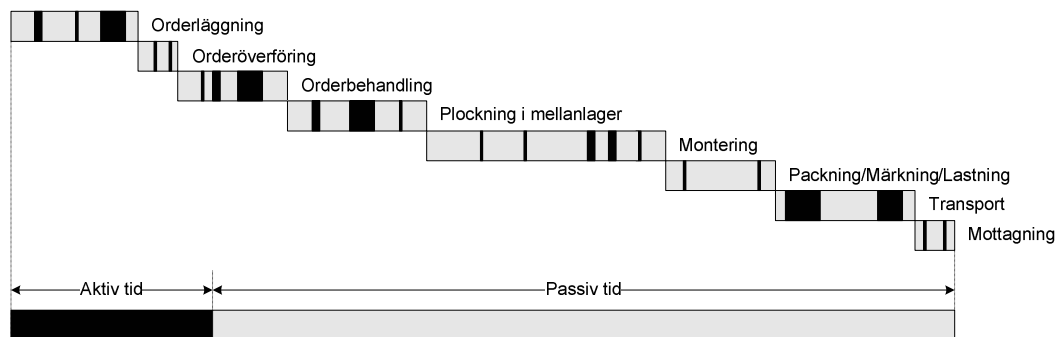 Orderläggning
Orderöverföring
Orderbehandling
Plockning i mellanlager
Montering
Packning/Märkning/Lastning
Transport
Mottagning
Aktiv tid
Passiv tid